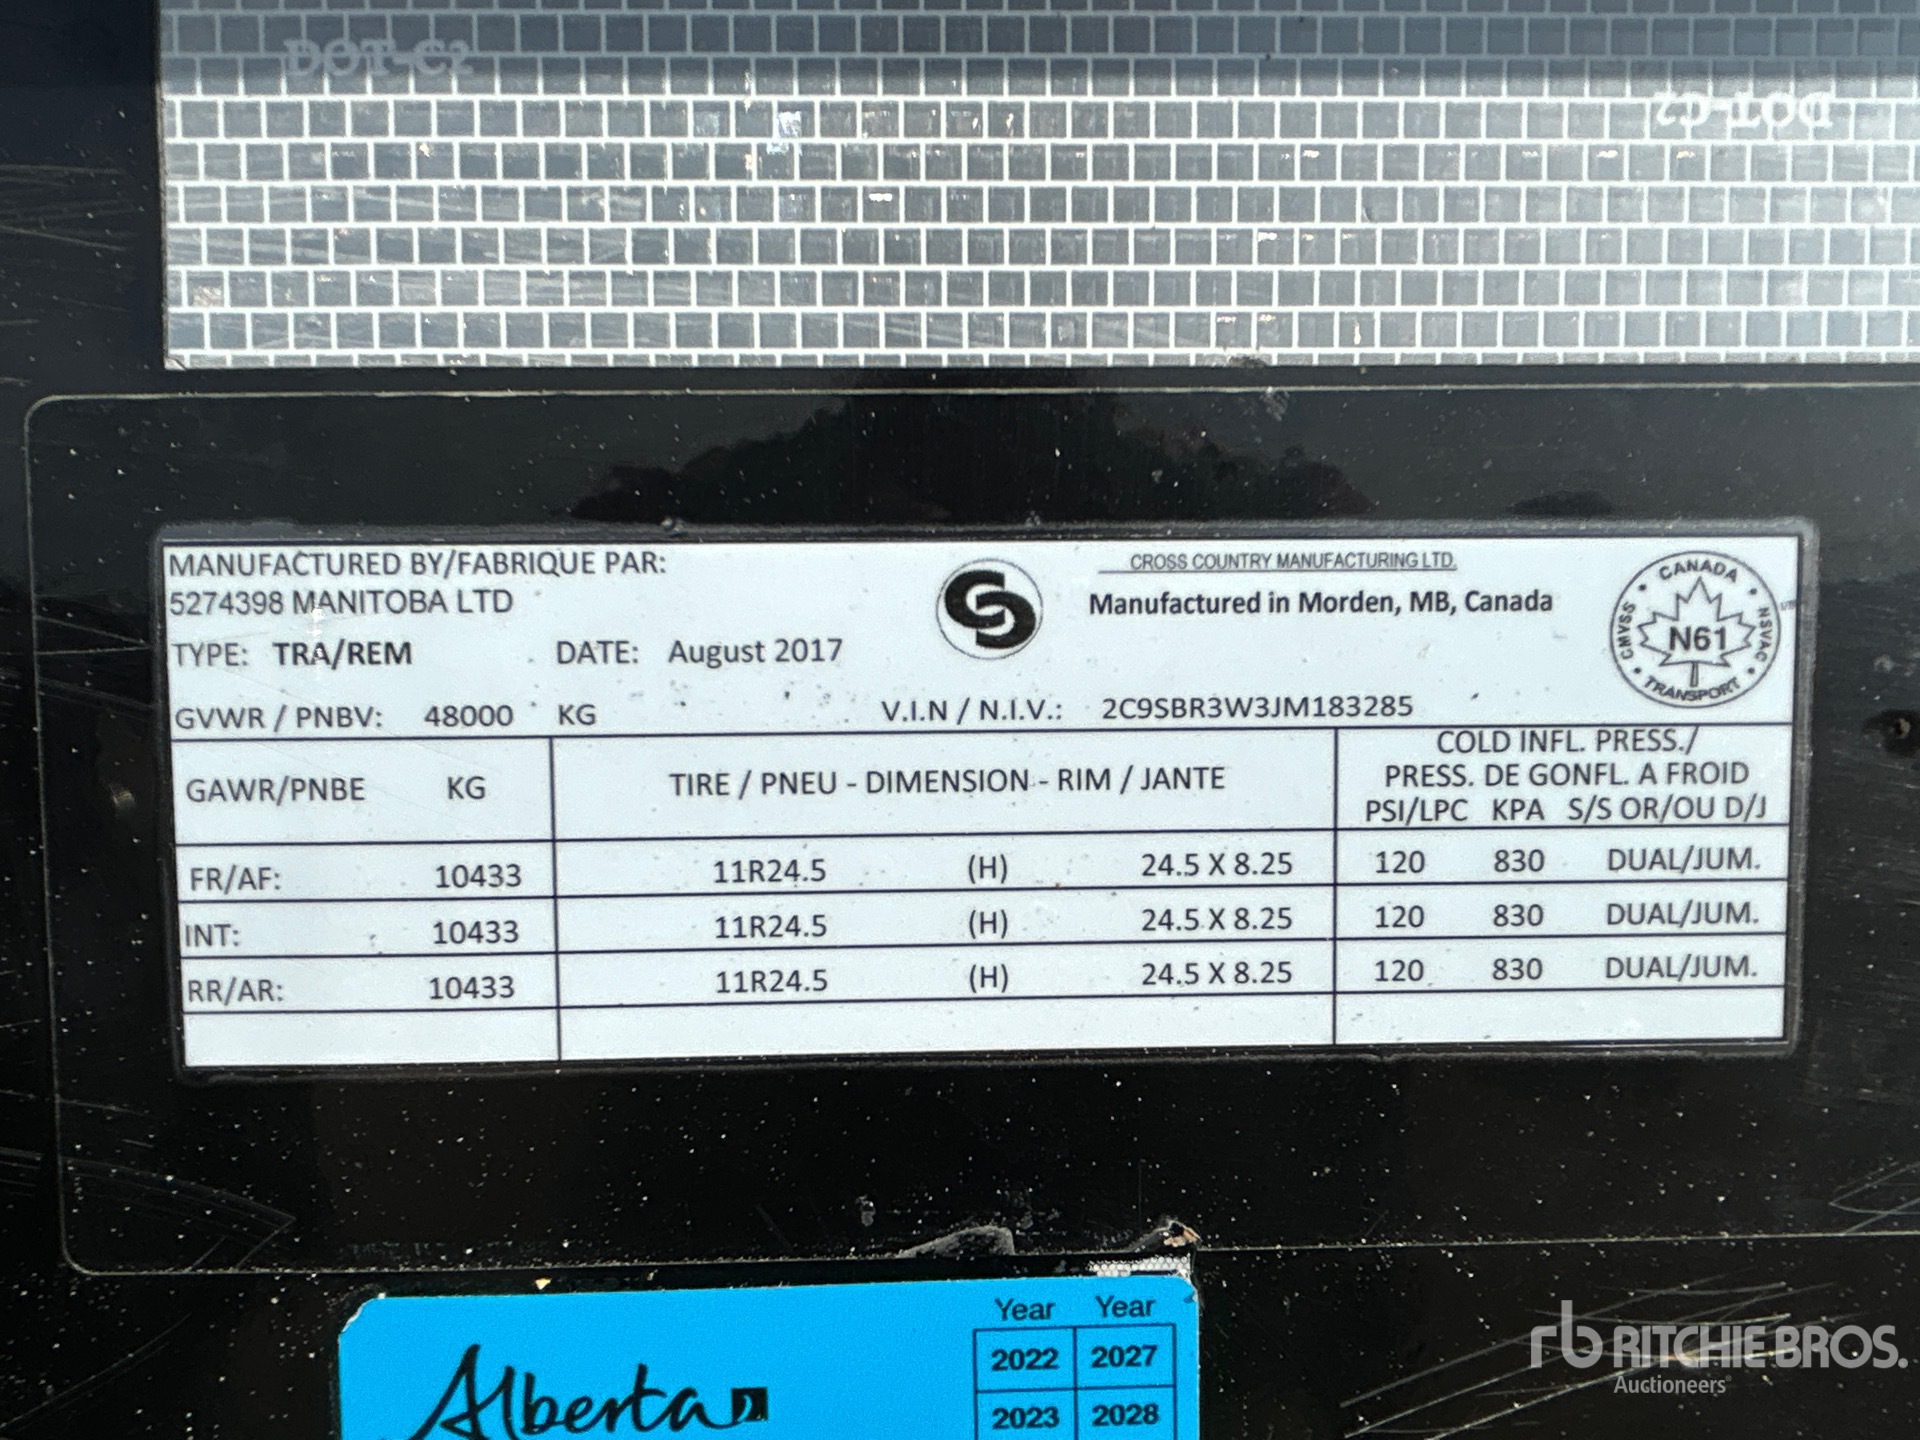 DOT-C2
DOT-C2
MANUFACTURED BY/FABRIQUE PAR:
5274398 MANITOBA LTD
CROSS COUNTRY MANUFACTURING LTD.
Manufactured in Morden, MB, Canada
CANADA
CMVSS
N61
NSVAC
TRANSPORT
TYPE: TRA/REM DATE: August 2017
GVWR / PNBV: 48000 KG V.I.N / N.I.V.: 2C9SBR3W3JM183285
GAWR/PNBE KG TIRE / PNEU - DIMENSION - RIM / JANTE
COLD INFL. PRESS./
PRESS. DE GONFL. A FROID
PSI/LPC KPA S/S OR/OU D/J
FR/AF: 10433 11R24.5 (H) 24.5 X 8.25 120 830 DUAL/JUM.
INT: 10433 11R24.5 (H) 24.5 X 8.25 120 830 DUAL/JUM.
RR/AR: 10433 11R24.5 (H) 24.5 X 8.25 120 830 DUAL/JUM.
Alberta
Year Year
2022 2027
2023 2028
rb RITCHIE BROS.
Auctioneers